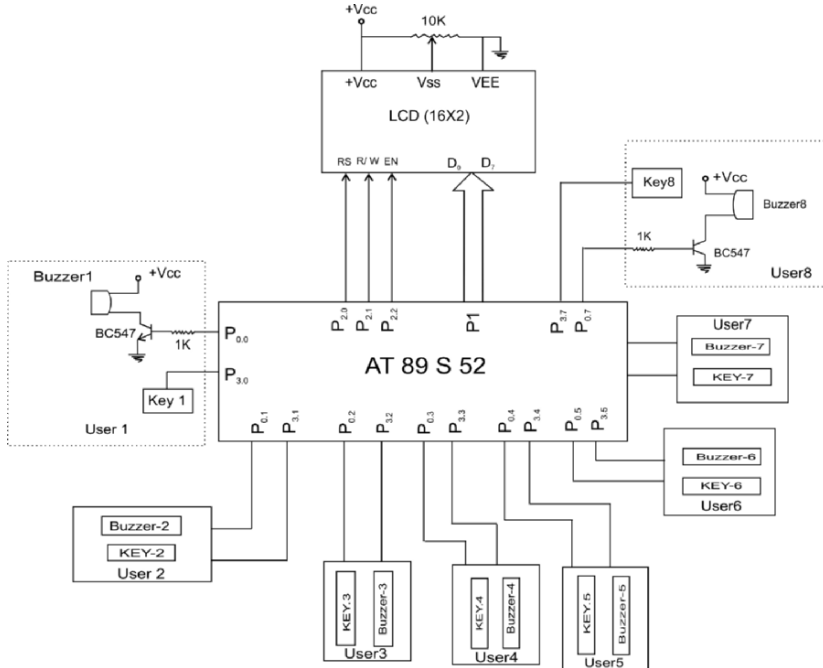 +Vcc
10K
+Vcc Vss VEE
LCD (16X2)
RS R/W EN D0 D7
Key8
+Vcc
Buzzer8
1K
BC547
User8
Buzzer1
+Vcc
BC547
1K
Key 1
User 1
P2.0 P2.1 P2.2 P1 P3.7 P0.7
P0.0
AT 89 S 52
P3.0
P0.1 P3.1 P0.2 P3.2 P0.3 P3.3 P0.4 P3.4 P0.5 P3.5
User7
Buzzer-7
KEY-7
Buzzer-6
KEY-6
User6
Buzzer-2
KEY-2
User 2
KEY.3 Buzzer-3
User3
KEY.4 Buzzer-4
User4
KEY.5 Buzzer-5
User5